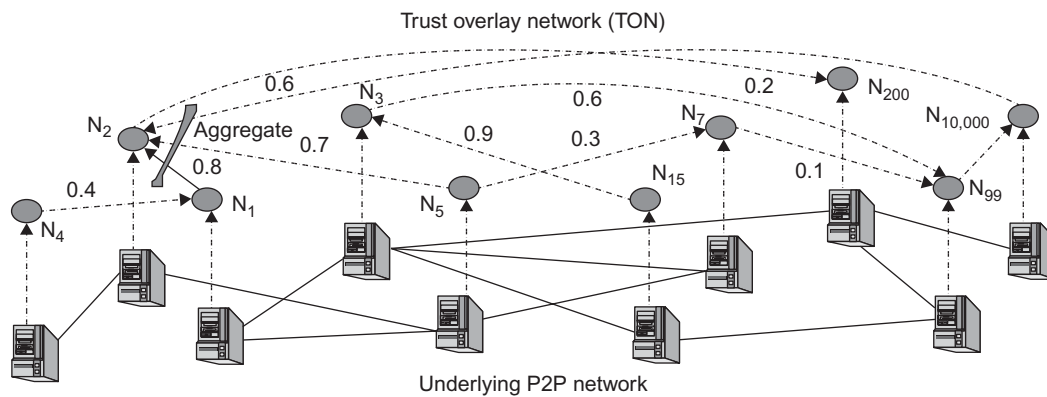 Trust overlay network (TON)
0.6
0.2
N200
N3
0.6
N10,000
N2
Aggregate
0.7
0.9
0.3
N7
0.8
0.1
0.4
N4
N1
N5
N15
N99
Underlying P2P network